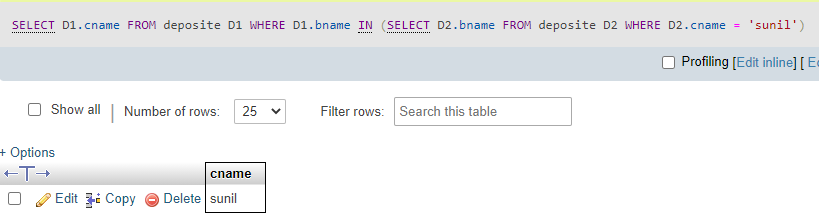 SELECT D1.cname FROM deposite D1 WHERE D1.bname IN (SELECT D2.bname FROM deposite D2 WHERE D2.cname = 'sunil')
Profiling [Edit inline] [ E
Show all | Number of rows: 25 Filter rows: Search this table
+ Options
←T→ cname
Edit Copy Delete sunil